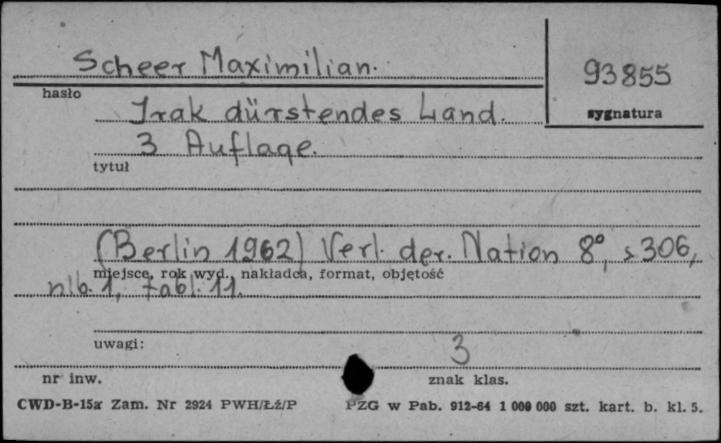 Scheer Maximilian.
93855
hasło
sygnatura
Irak dürstendes Land.
3 Auflage.
tytuł
(Berlin 1962) Verl. der. Nation 8°, s 306,
miejsce, rok wyd., nakładca, format, objętość
nlb. 1, tabl. 11.
uwagi:
3
nr inw.
znak klas.
CWD-B-15a Zam. Nr 2924 PWH/Łź/P PZG w Pab. 912-64 1 000 000 szt. kart. b. kl. 5.